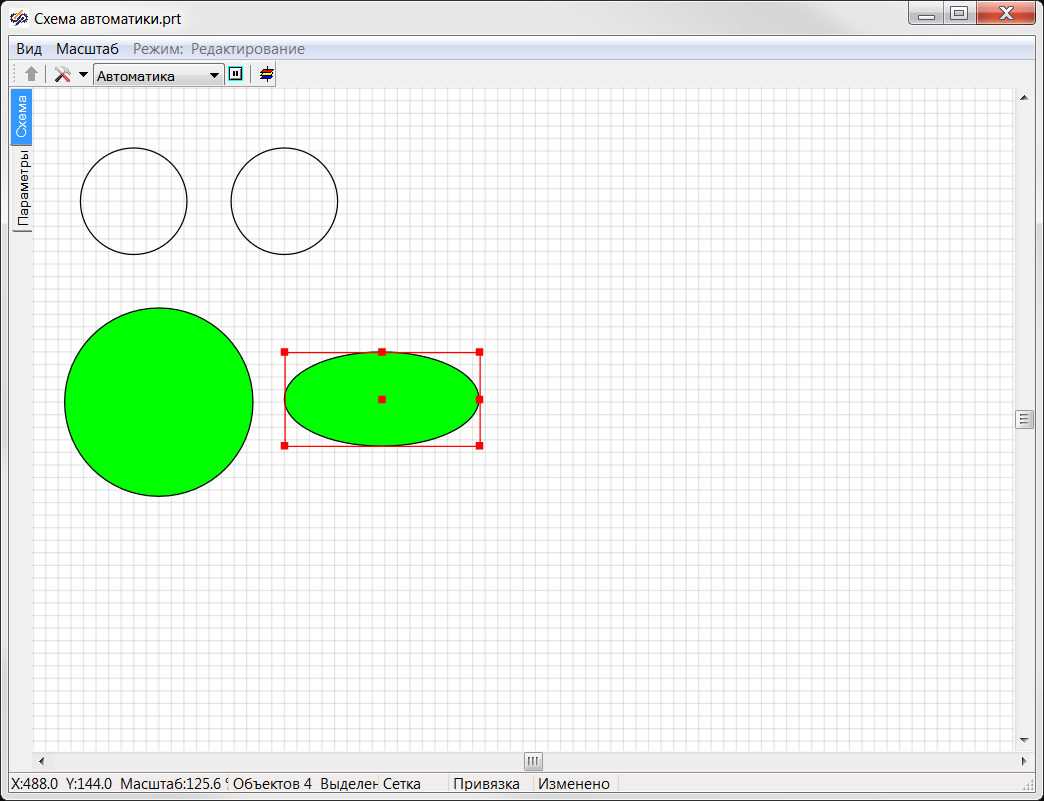 Схема автоматики.prt
Вид Масштаб Режим: Редактирование
Автоматика
Схема
Параметры
X:488.0 Y:144.0 Масштаб:125.6 Объектов 4 Выделен Сетка Привязка Изменено